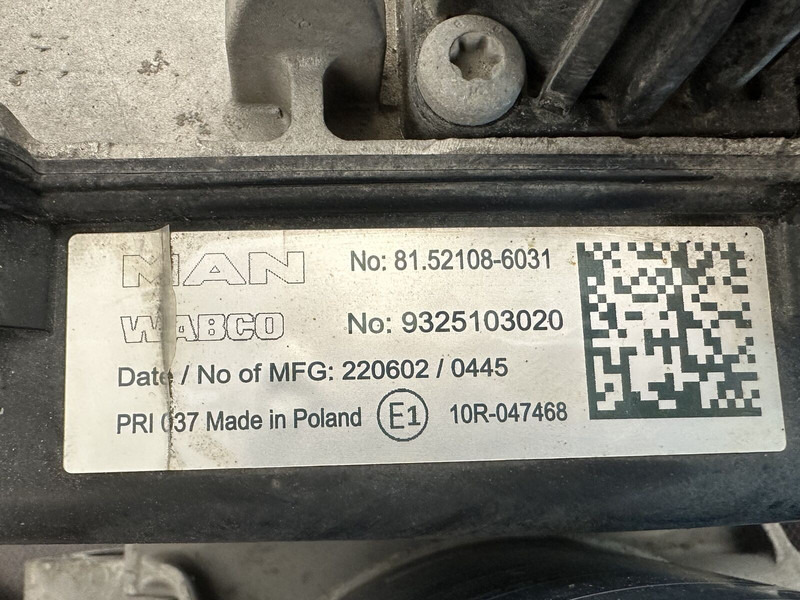 MAN No: 81.52108-6031
WABCO No: 9325103020
Date / No of MFG: 220602 / 0445
PRI 037 Made in Poland E1 10R-047468